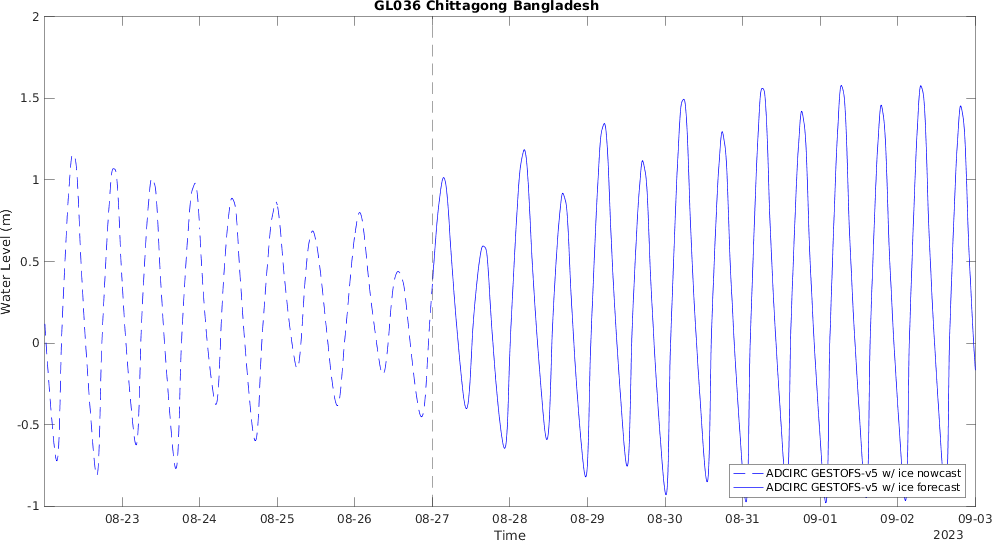 GL036 Chittagong Bangladesh
2
1.5
1
0.5
0
-0.5
-1
Water Level (m)
ADCIRC GESTOFS-v5 w/ ice nowcast
ADCIRC GESTOFS-v5 w/ ice forecast
08-23 08-24 08-25 08-26 08-27 08-28 08-29 08-30 08-31 09-01 09-02 09-03
Time
2023